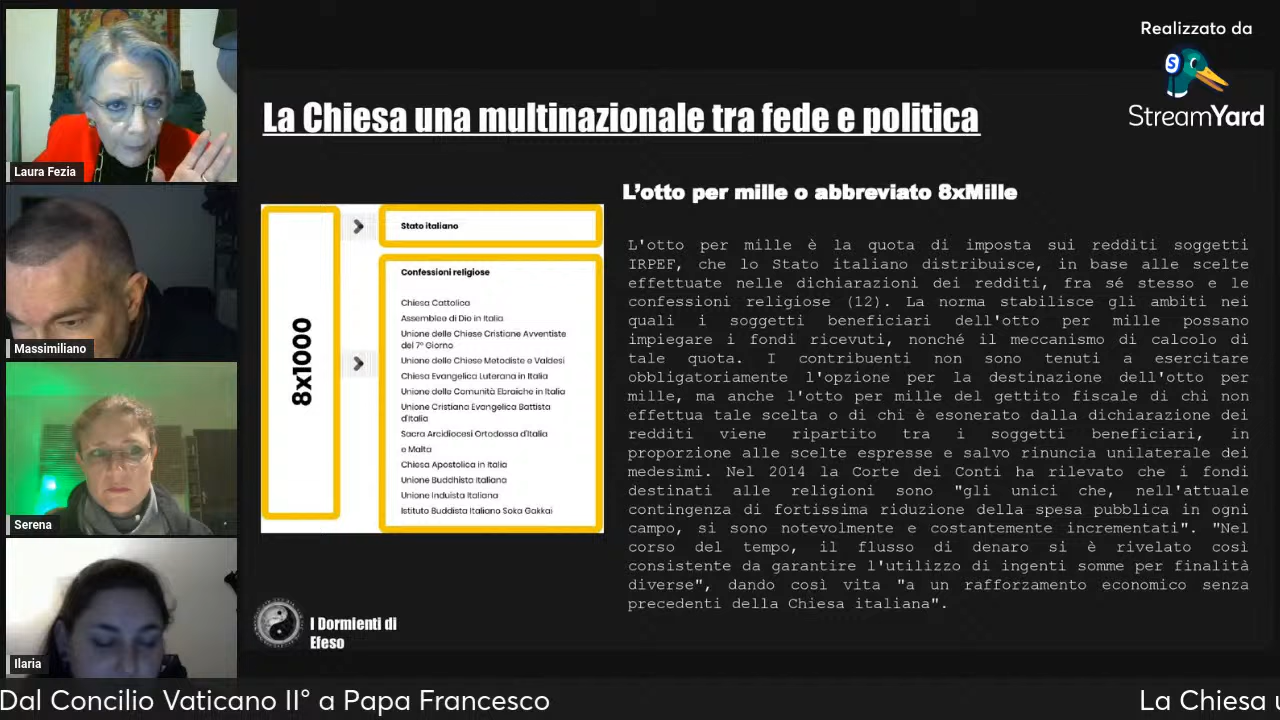 Realizzato da
StreamYard
La Chiesa una multinazionale tra fede e politica
L'otto per mille o abbreviato 8xMille
Laura Fezia
Massimiliano
Serena
Ilaria
8x1000
Stato italiano
Confessioni religiose
Chiesa Cattolica
Assemblee di Dio in Italia
Unione delle Chiese Cristiane Avventiste
del 7° Giorno
Unione delle Chiese Metodiste e Valdesi
Chiesa Evangelica Luterana in Italia
Unione delle Comunità Ebraiche in Italia
Unione Cristiana Evangelica Battista
d'Italia
Sacra Arcidiocesi Ortodossa d'Italia
e Malta
Chiesa Apostolica in Italia
Unione Buddhista Italiana
Unione Induista Italiana
Istituto Buddista Italiano Soka Gakkai
L'otto per mille è la quota di imposta sui redditi soggetti
IRPEF, che lo Stato italiano distribuisce, in base alle scelte
effettuate nelle dichiarazioni dei redditi, fra sé stesso e le
confessioni religiose (12). La norma stabilisce gli ambiti nei
quali i soggetti beneficiari dell'otto per mille possano
impiegare i fondi ricevuti, nonché il meccanismo di calcolo di
tale quota. I contribuenti non sono tenuti a esercitare
obbligatoriamente l'opzione per la destinazione dell'otto per
mille, ma anche l'otto per mille del gettito fiscale di chi non
effettua tale scelta o di chi è esonerato dalla dichiarazione dei
redditi viene ripartito tra i soggetti beneficiari, in
proporzione alle scelte espresse e salvo rinuncia unilaterale dei
medesimi. Nel 2014 la Corte dei Conti ha rilevato che i fondi
destinati alle religioni sono "gli unici che, nell'attuale
contingenza di fortissima riduzione della spesa pubblica in ogni
campo, si sono notevolmente e costantemente incrementati". "Nel
corso del tempo, il flusso di denaro si è rivelato così
consistente da garantire l'utilizzo di ingenti somme per finalità
diverse", dando così vita "a un rafforzamento economico senza
precedenti della Chiesa italiana".
I Dormienti di
Efeso
Dal Concilio Vaticano II° a Papa Francesco
La Chiesa